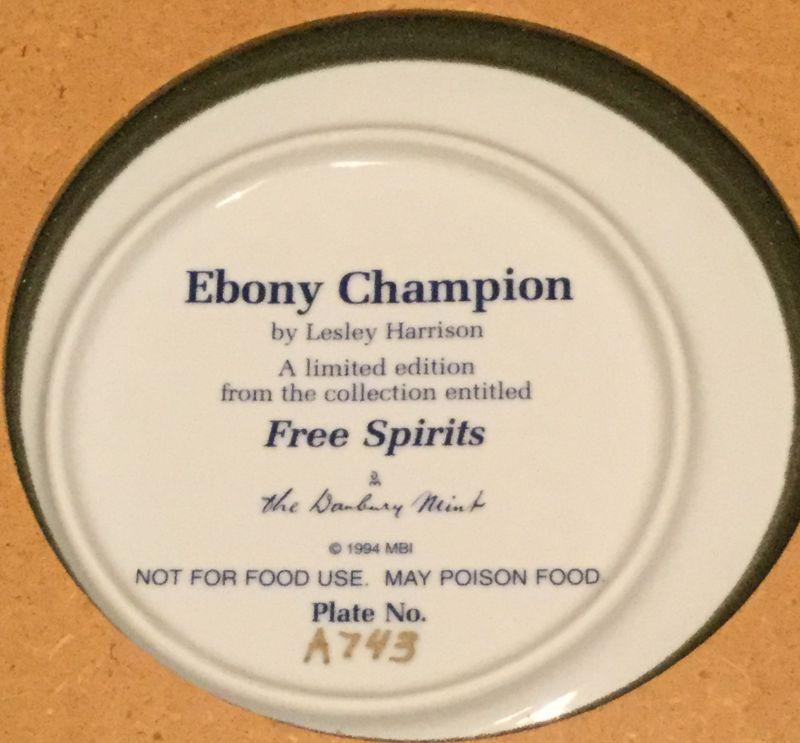 Ebony Champion
by Lesley Harrison
A limited edition
from the collection entitled
Free Spirits
the Danbury Mint
© 1994 MBI
NOT FOR FOOD USE. MAY POISON FOOD.
Plate No.
A743